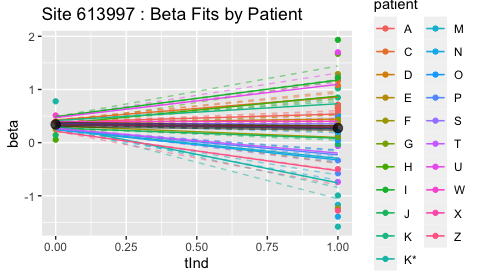 Site 613997 : Beta Fits by Patient
beta
2
1
0
-1
0.00 0.25 0.50 0.75 1.00
tInd
patient
A
C
D
E
F
G
H
I
J
K
K*
M
N
O
P
S
T
U
W
X
Z